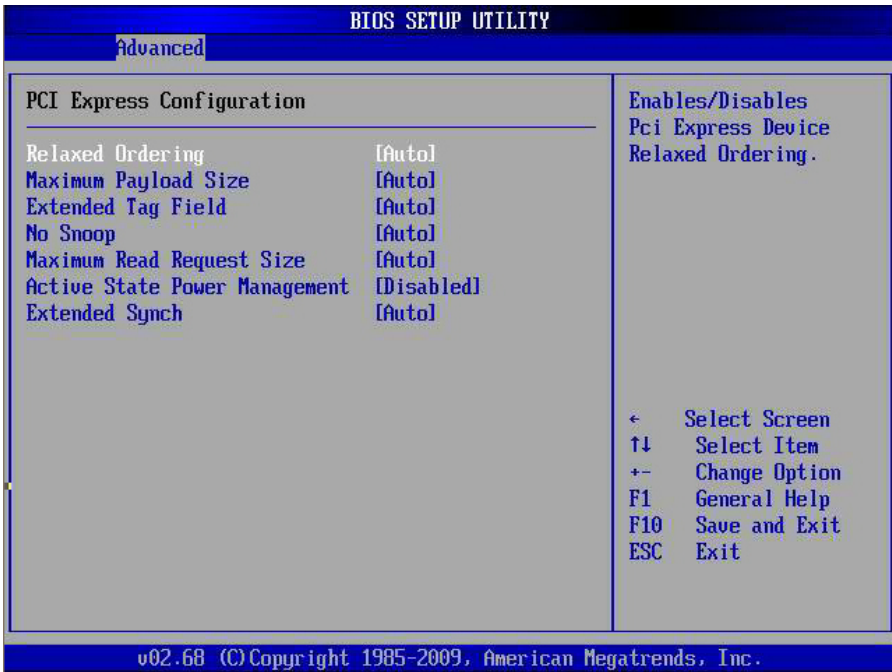 BIOS SETUP UTILITY
Advanced
PCI Express Configuration
Relaxed Ordering [Auto]
Maximum Payload Size [Auto]
Extended Tag Field [Auto]
No Snoop [Auto]
Maximum Read Request Size [Auto]
Active State Power Management [Disabled]
Extended Synch [Auto]
Enables/Disables
Pci Express Device
Relaxed Ordering.
← Select Screen
↑↓ Select Item
+- Change Option
F1 General Help
F10 Save and Exit
ESC Exit
v02.68 (C)Copyright 1985-2009, American Megatrends, Inc.